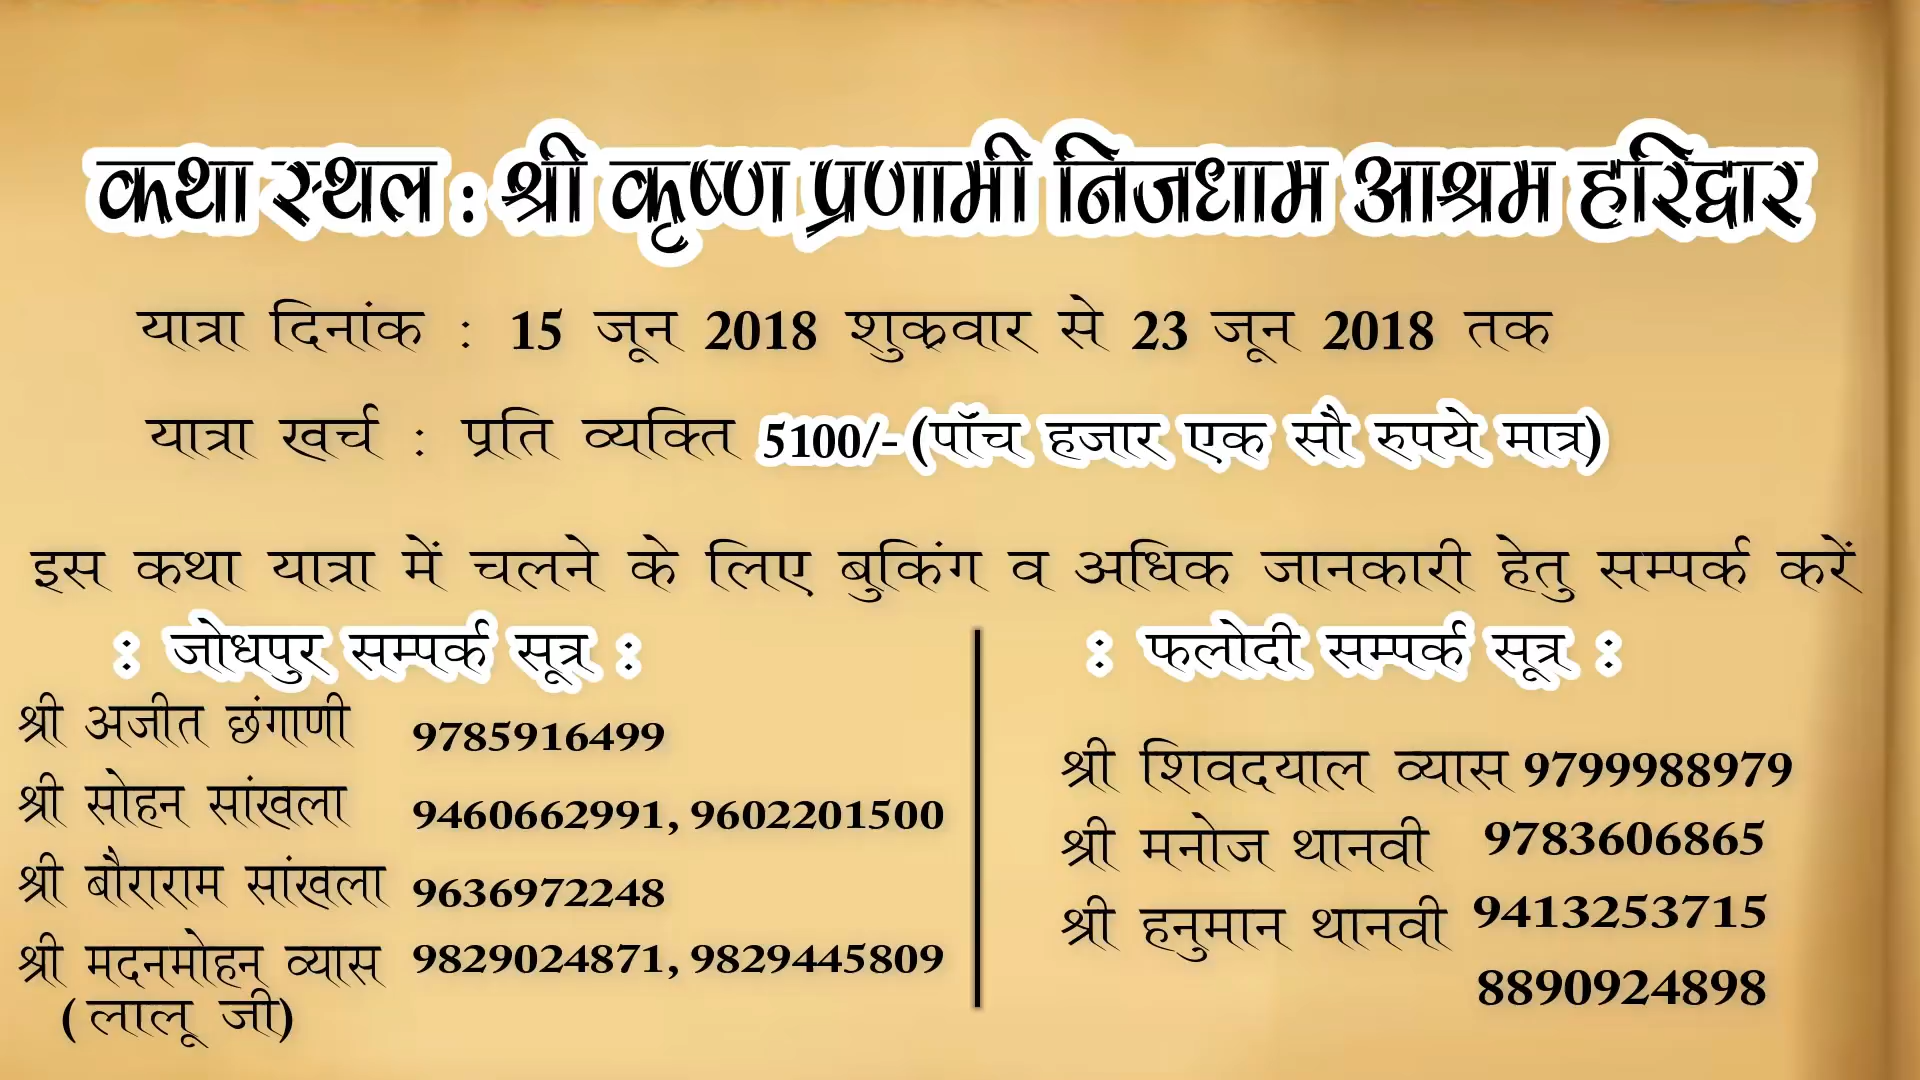 कथा स्थल : श्री कृष्ण प्रणामी निजधाम आश्रम हरिद्वार
यात्रा दिनांक : 15 जून 2018 शुक्रवार से 23 जून 2018 तक
यात्रा खर्च : प्रति व्यक्ति 5100/- (पॉच हजार एक सौ रुपये मात्र)
इस कथा यात्रा में चलने के लिए बुकिंग व अधिक जानकारी हेतु सम्पर्क करें
: जोधपुर सम्पर्क सूत्र :
श्री अजीत छंगाणी 9785916499
श्री सोहन सांखला 9460662991, 9602201500
श्री बौराराम सांखला 9636972248
श्री मदनमोहन व्यास 9829024871, 9829445809
( लालू जी)
: फलोदी सम्पर्क सूत्र :
श्री शिवदयाल व्यास 9799988979
श्री मनोज थानवी 9783606865
श्री हनुमान थानवी 9413253715
8890924898